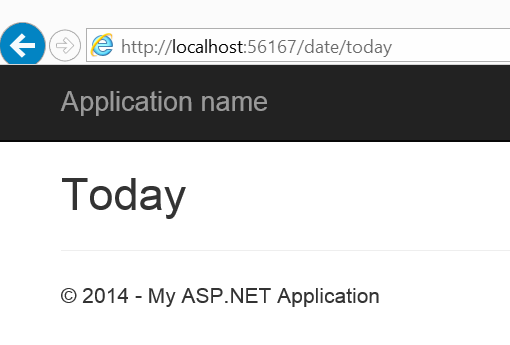 http://localhost:56167/date/today
Application name
Today
© 2014 - My ASP.NET Application